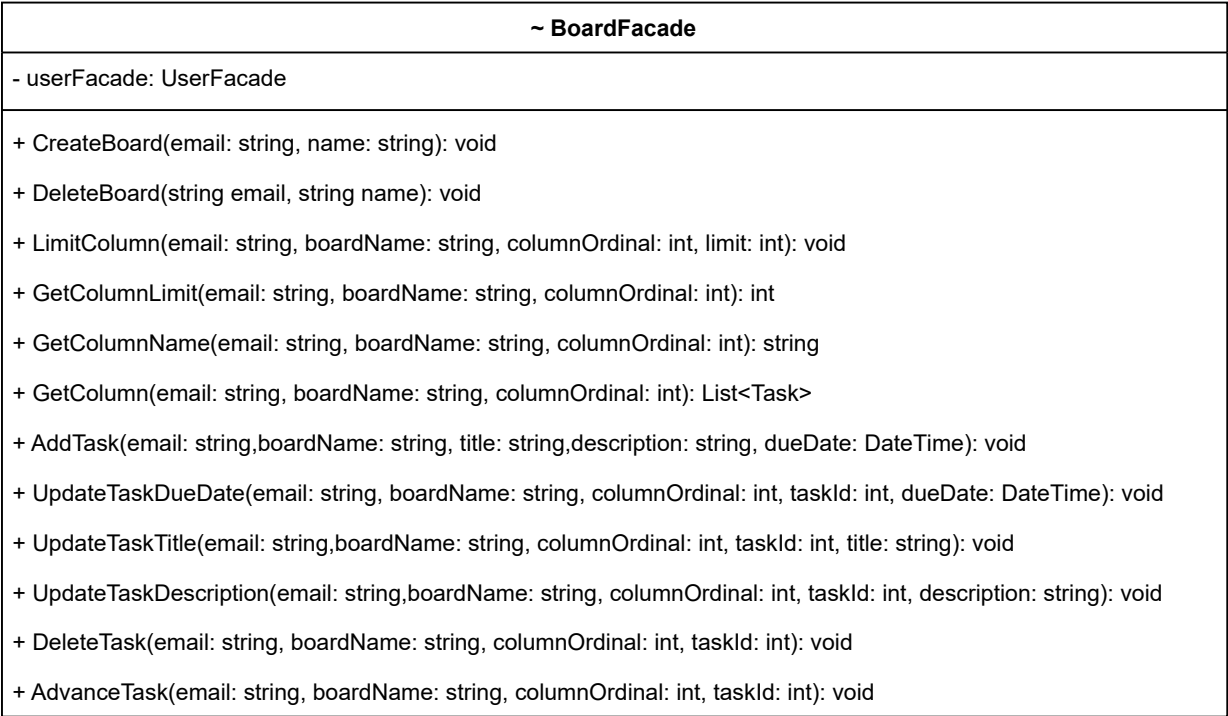 ~ BoardFacade
- userFacade: UserFacade
+ CreateBoard(email: string, name: string): void
+ DeleteBoard(string email, string name): void
+ LimitColumn(email: string, boardName: string, columnOrdinal: int, limit: int): void
+ GetColumnLimit(email: string, boardName: string, columnOrdinal: int): int
+ GetColumnName(email: string, boardName: string, columnOrdinal: int): string
+ GetColumn(email: string, boardName: string, columnOrdinal: int): List<Task>
+ AddTask(email: string,boardName: string, title: string,description: string, dueDate: DateTime): void
+ UpdateTaskDueDate(email: string, boardName: string, columnOrdinal: int, taskId: int, dueDate: DateTime): void
+ UpdateTaskTitle(email: string,boardName: string, columnOrdinal: int, taskId: int, title: string): void
+ UpdateTaskDescription(email: string,boardName: string, columnOrdinal: int, taskId: int, description: string): void
+ DeleteTask(email: string, boardName: string, columnOrdinal: int, taskId: int): void
+ AdvanceTask(email: string, boardName: string, columnOrdinal: int, taskId: int): void